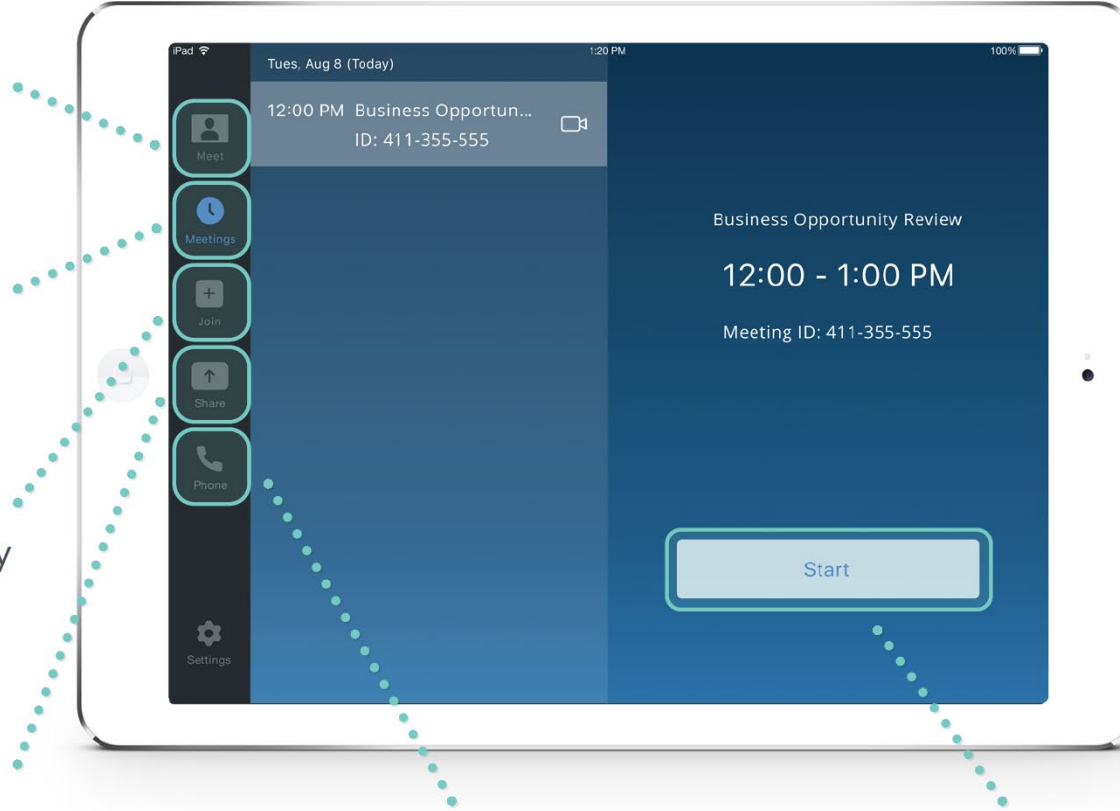 iPad
1:20 PM
100%
Tues, Aug 8 (Today)
12:00 PM Business Opportun...
ID: 411-355-555
Meet
Meetings
Join
Share
Phone
Settings
Business Opportunity Review
12:00 - 1:00 PM
Meeting ID: 411-355-555
Start
y